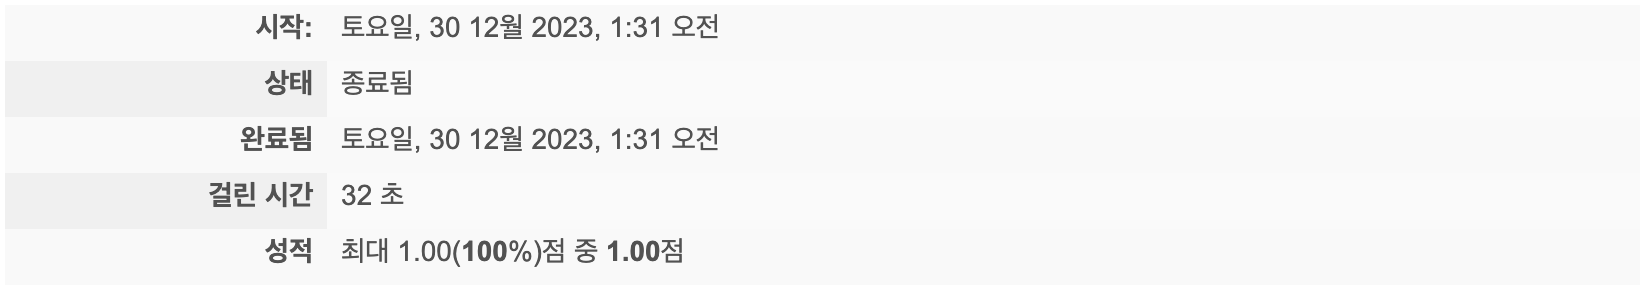 시작: 토요일, 30 12월 2023, 1:31 오전
상태 종료됨
완료됨 토요일, 30 12월 2023, 1:31 오전
걸린 시간 32 초
성적 최대 1.00(100%)점 중 1.00점